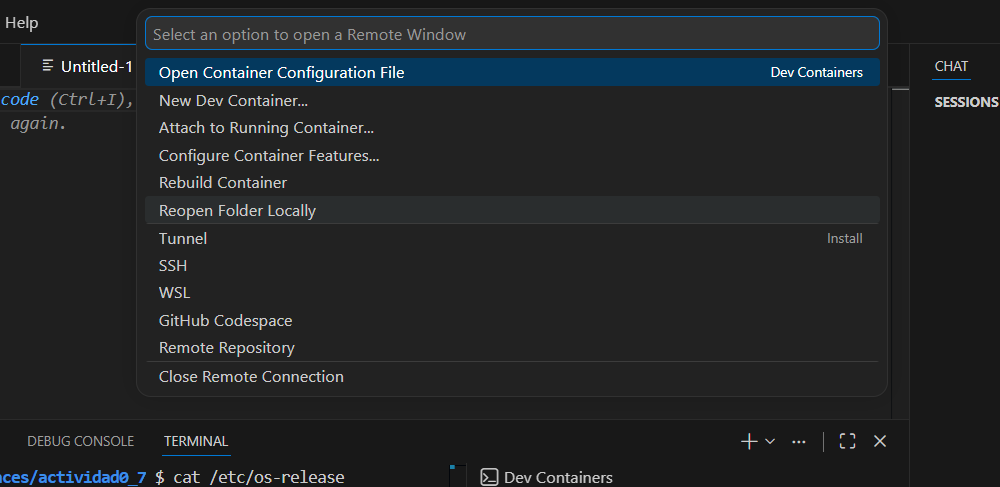 Help
Select an option to open a Remote Window
Untitled-1
Open Container Configuration File Dev Containers
CHAT
code (Ctrl+I),
New Dev Container...
SESSIONS
again.
Attach to Running Container...
Configure Container Features...
Rebuild Container
Reopen Folder Locally
Tunnel Install
SSH
WSL
GitHub Codespace
Remote Repository
Close Remote Connection
DEBUG CONSOLE TERMINAL
ces/actividad0_7 $ cat /etc/os-release
Dev Containers